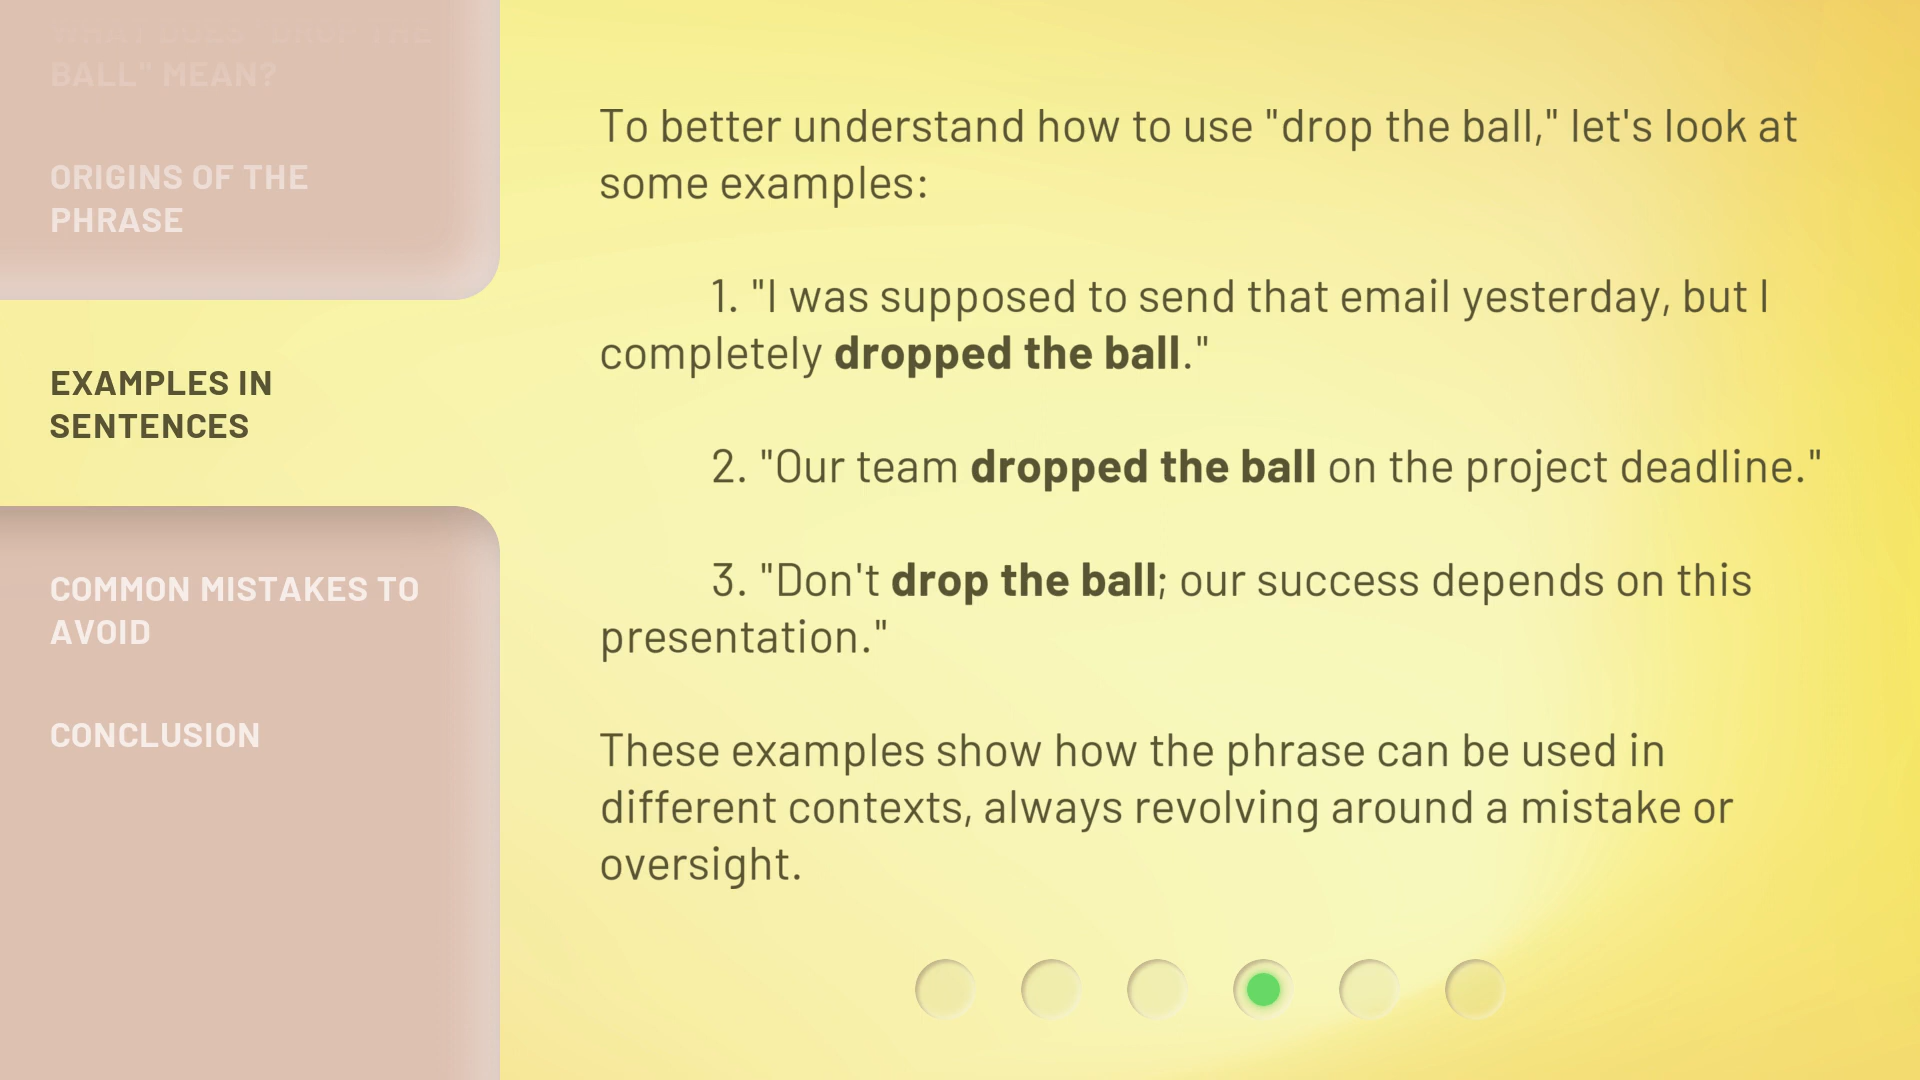 WHAT DOES "DROP THE
BALL" MEAN?
ORIGINS OF THE
PHRASE
EXAMPLES IN
SENTENCES
COMMON MISTAKES TO
AVOID
CONCLUSION
To better understand how to use "drop the ball," let's look at
some examples:
1. "I was supposed to send that email yesterday, but I
completely dropped the ball."
2. "Our team dropped the ball on the project deadline."
3. "Don't drop the ball; our success depends on this
presentation."
These examples show how the phrase can be used in
different contexts, always revolving around a mistake or
oversight.